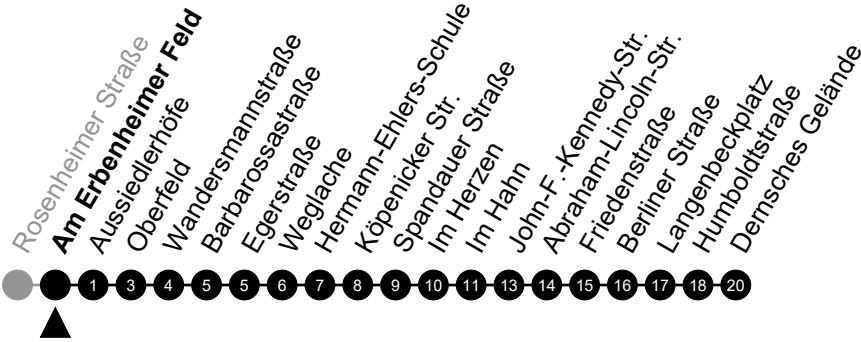 Rosenheimer Straße
Am Erbenheimer Feld
Aussiedlerhöfe
Oberfeld
Wandersmannstraße
Barbarossastraße
Egerstraße
Weglache
Hermann-Ehlers-Schule
Köpenicker Str.
Spandauer Straße
Im Herzen
Im Hahn
John-F.-Kennedy-Str.
Abraham-Lincoln-Str.
Friedenstraße
Berliner Straße
Langenbeckplatz
Humboldtstraße
Dernsches Gelände
1 3 4 5 5 6 7 8 9 10 11 13 14 15 16 17 18 20